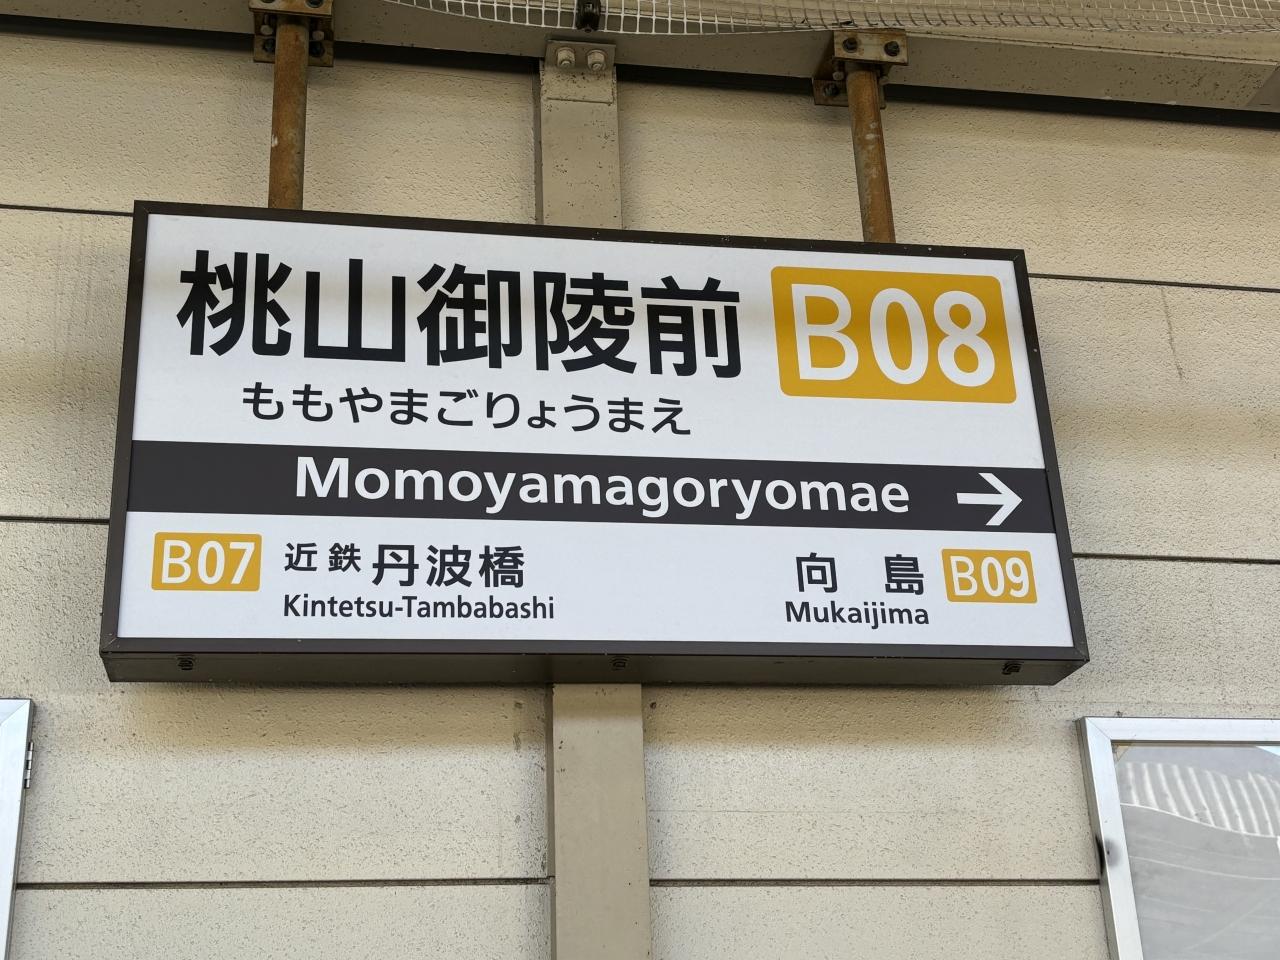 桃山御陵前 B08
ももやまごりょうまえ
Momoyamagoryomae →
B07 近鉄丹波橋
Kintetsu-Tambabashi
向島 B09
Mukaijima